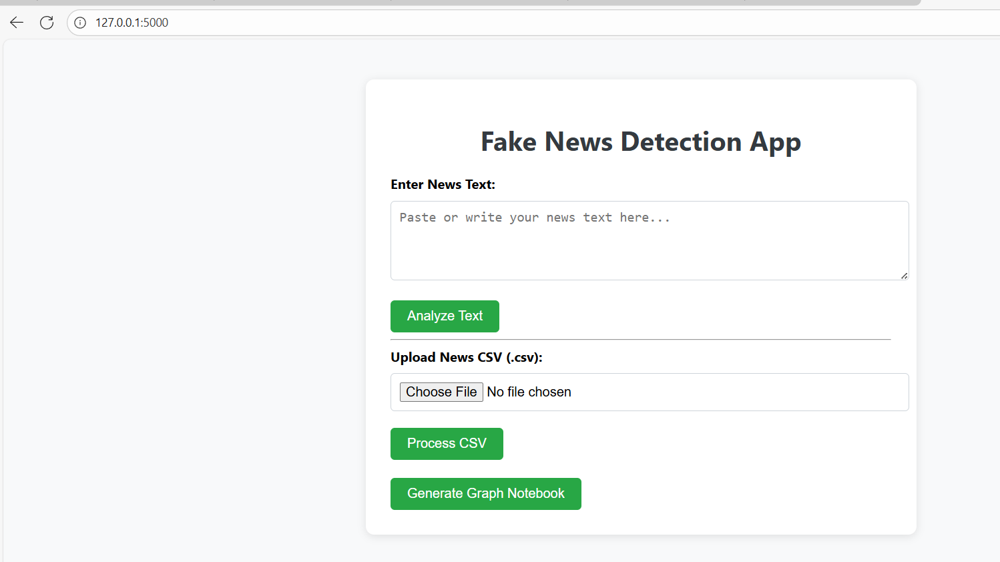 127.0.0.1:5000
Fake News Detection App
Enter News Text:
Paste or write your news text here...
Analyze Text
Upload News CSV (.csv):
Choose File No file chosen
Process CSV
Generate Graph Notebook